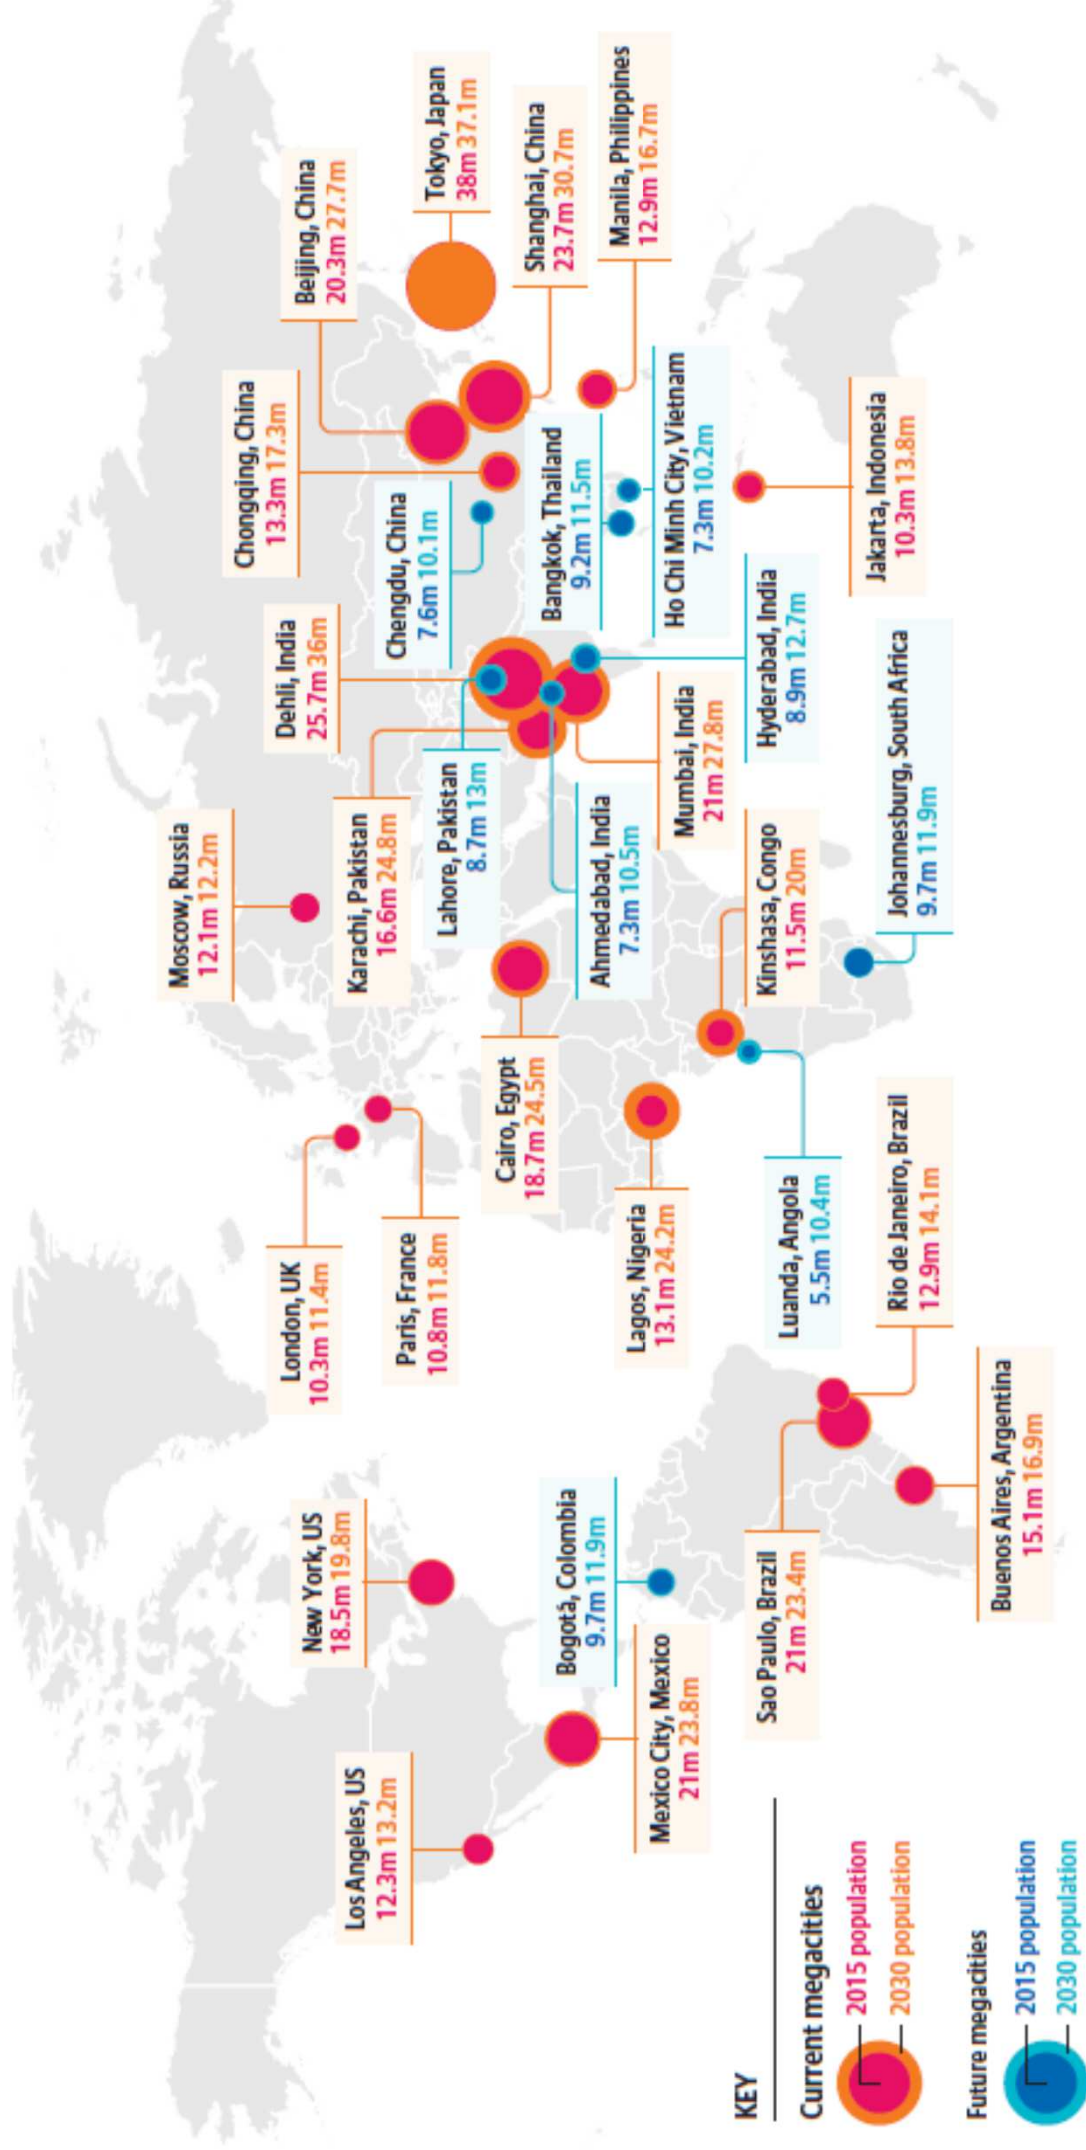 Los Angeles, US
12.3m 13.2m
New York, US
18.5m 19.8m
Mexico City, Mexico
21m 23.8m
Bogotá, Colombia
9.7m 11.9m
Sao Paulo, Brazil
21m 23.4m
Buenos Aires, Argentina
15.1m 16.9m
Rio de Janeiro, Brazil
12.9m 14.1m
London, UK
10.3m 11.4m
Paris, France
10.8m 11.8m
Lagos, Nigeria
13.1m 24.2m
Luanda, Angola
5.5m 10.4m
Cairo, Egypt
18.7m 24.5m
Moscow, Russia
12.1m 12.2m
Karachi, Pakistan
16.6m 24.8m
Lahore, Pakistan
8.7m 13m
Ahmedabad, India
7.3m 10.5m
Kinshasa, Congo
11.5m 20m
Johannesburg, South Africa
9.7m 11.9m
Mumbai, India
21m 27.8m
Hyderabad, India
8.9m 12.7m
Dehli, India
25.7m 36m
Chengdu, China
7.6m 10.1m
Chongqing, China
13.3m 17.3m
Bangkok, Thailand
9.2m 11.5m
Ho Chi Minh City, Vietnam
7.3m 10.2m
Jakarta, Indonesia
10.3m 13.8m
Beijing, China
20.3m 27.7m
Tokyo, Japan
38m 37.1m
Shanghai, China
23.7m 30.7m
Manila, Philippines
12.9m 16.7m
KEY
Current megacities
2015 population
2030 population
Future megacities
2015 population
2030 population